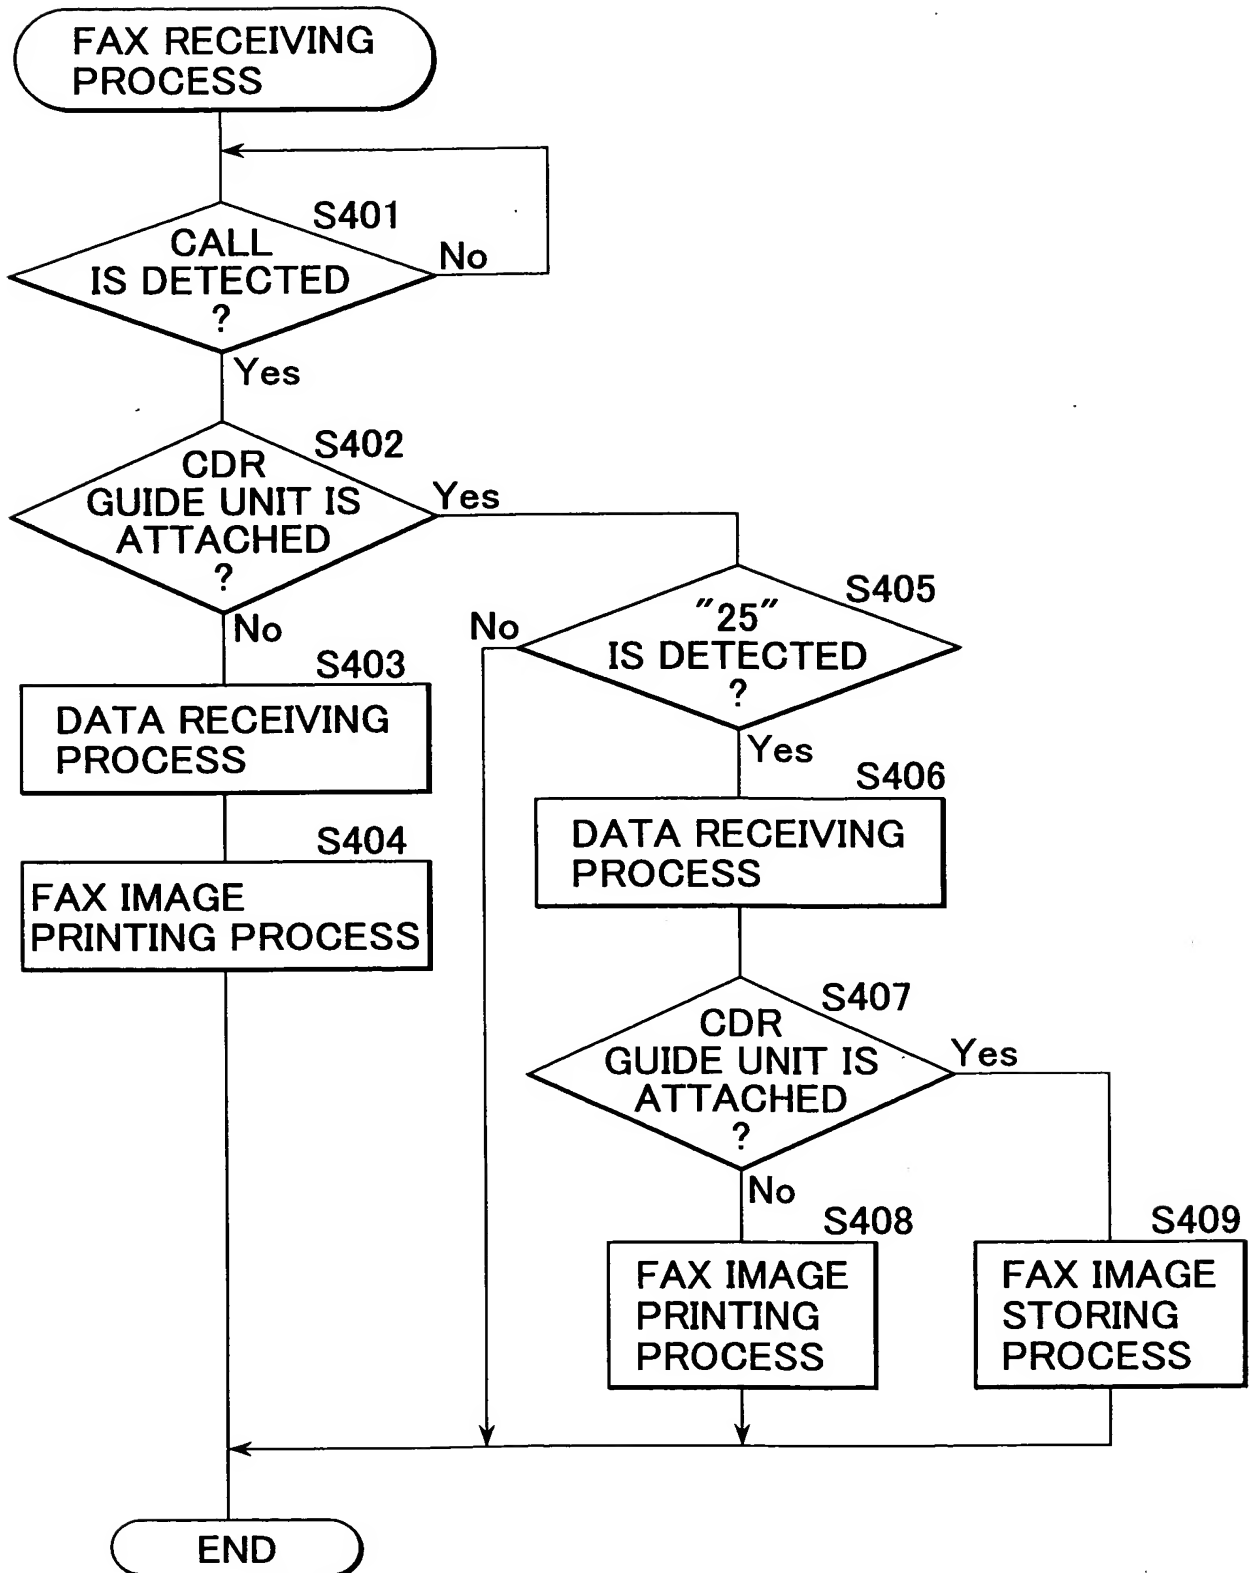 FAX RECEIVING
PROCESS
S401
CALL
IS DETECTED
?
No
Yes
S402
CDR
GUIDE UNIT IS
ATTACHED
?
Yes
No
S403
DATA RECEIVING
PROCESS
S404
FAX IMAGE
PRINTING PROCESS
S405
"25"
IS DETECTED
?
No
Yes
S406
DATA RECEIVING
PROCESS
S407
CDR
GUIDE UNIT IS
ATTACHED
?
Yes
No
S408
FAX IMAGE
PRINTING
PROCESS
S409
FAX IMAGE
STORING
PROCESS
END